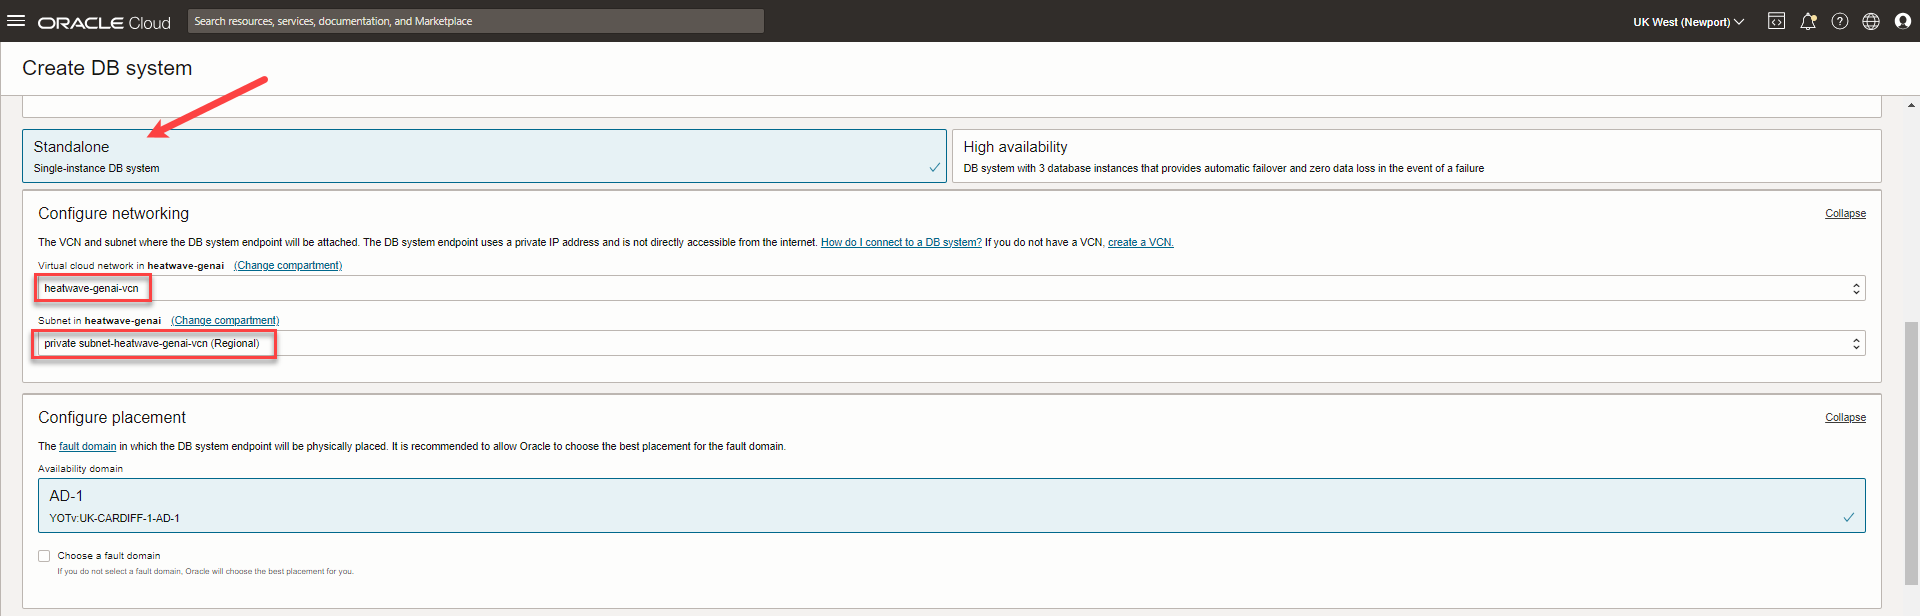 ORACLE Cloud
Search resources, services, documentation, and Marketplace
UK West (Newport)
Create DB system
Standalone
Single-instance DB system
High availability
DB system with 3 database instances that provides automatic failover and zero data loss in the event of a failure
Configure networking
Collapse
The VCN and subnet where the DB system endpoint will be attached. The DB system endpoint uses a private IP address and is not directly accessible from the internet. How do I connect to a DB system? If you do not have a VCN, create a VCN.
Virtual cloud network in heatwave-genai (Change compartment)
heatwave-genai-vcn
Subnet in heatwave-genai (Change compartment)
private subnet-heatwave-genai-vcn (Regional)
Configure placement
Collapse
The fault domain in which the DB system endpoint will be physically placed. It is recommended to allow Oracle to choose the best placement for the fault domain.
Availability domain
AD-1
YOTv:UK-CARDIFF-1-AD-1
Choose a fault domain
If you do not select a fault domain, Oracle will choose the best placement for you.